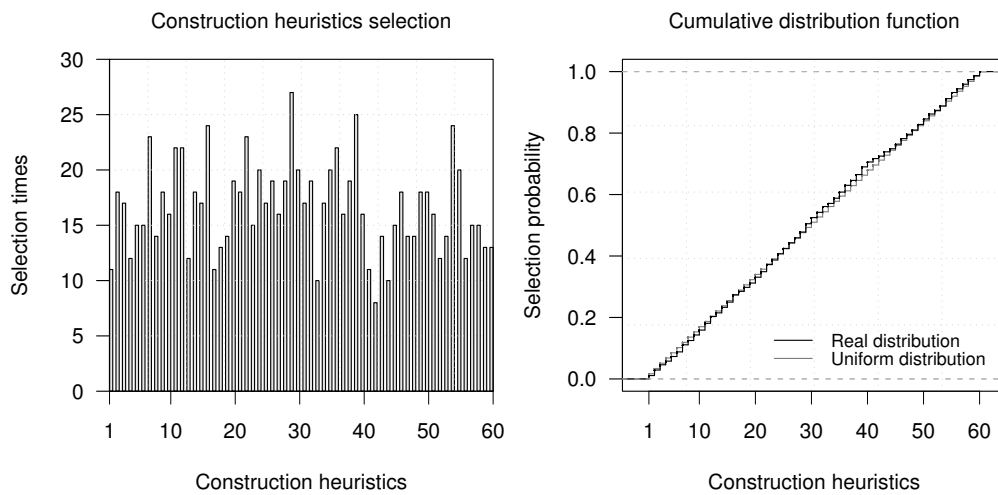 Construction heuristics selection
30
25
20
15
10
5
0
Selection times
1 10 20 30 40 50 60
Construction heuristics
Cumulative distribution function
1.0
0.8
0.6
0.4
0.2
0.0
Selection probability
Real distribution
Uniform distribution
1 10 20 30 40 50 60
Construction heuristics